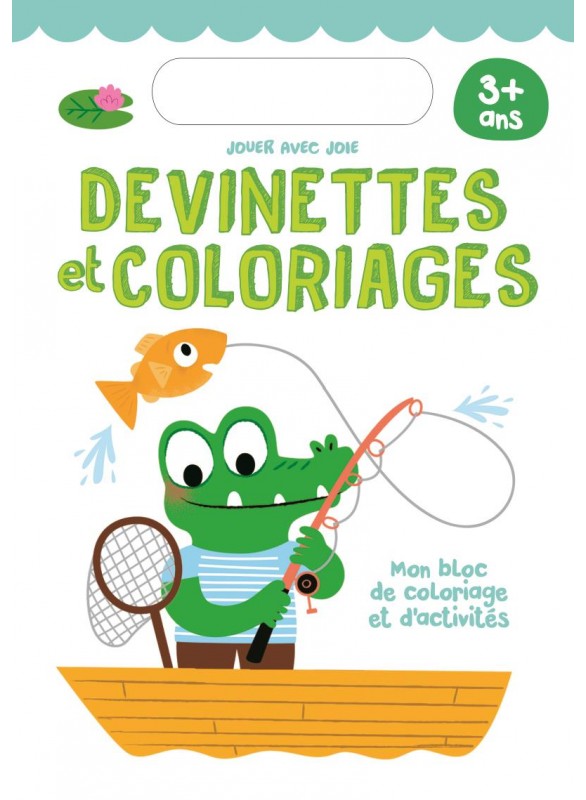 3+
ans
JOUER AVEC JOIE
DEVINETTES
et COLORIAGES
Mon bloc
de coloriage
et d'activités